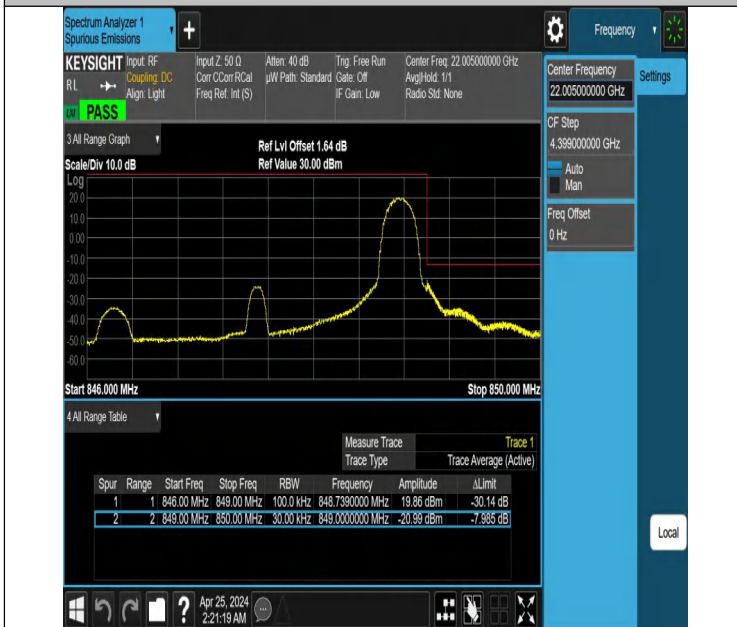 Spectrum Analyzer 1
Spurious Emissions
Frequency
KEYSIGHT
Input: RF
Input Z: 50 Ω
Atten: 40 dB
Trig: Free Run
Center Freq: 22.005000000 GHz
RL
Coupling: DC
Corr CCorr RCal
µW Path: Standard
Gate: Off
Avg|Hold: 1/1
Align: Light
Freq Ref: Int (S)
IF Gain: Low
Radio Std: None
PASS
Center Frequency
22.005000000 GHz
Settings
CF Step
4.399000000 GHz
Auto
Man
Freq Offset
0 Hz
3 All Range Graph
Ref Lvl Offset 1.64 dB
Scale/Div 10.0 dB
Ref Value 30.00 dBm
Log
20.0
10.0
0.00
-10.0
-20.0
-30.0
-40.0
-50.0
-60.0
Start 846.000 MHz
Stop 850.000 MHz
4 All Range Table
Measure Trace Trace 1
Trace Type Trace Average (Active)
Spur Range Start Freq Stop Freq RBW Frequency Amplitude ΔLimit
1 1 846.00 MHz 849.00 MHz 100.0 kHz 848.7390000 MHz 19.86 dBm -30.14 dB
2 2 849.00 MHz 850.00 MHz 30.00 kHz 849.0000000 MHz -20.99 dBm -7.985 dB
Local
Apr 25, 2024
2:21:19 AM